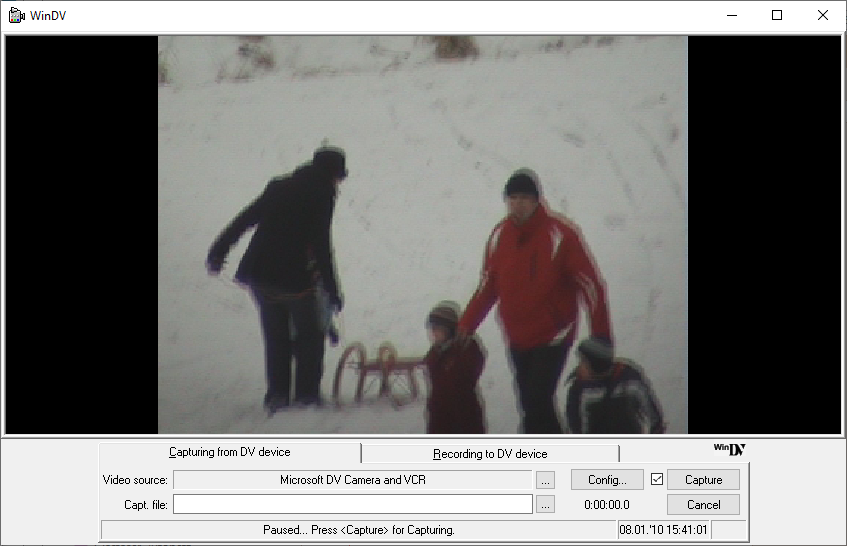 WinDV
Capturing from DV device
Recording to DV device
WinDV
Video source: Microsoft DV Camera and VCR ... Config... Capture
Capt. file: ... 0:00:00.0 Cancel
Paused... Press <Capture> for Capturing. 08.01.'10 15:41:01